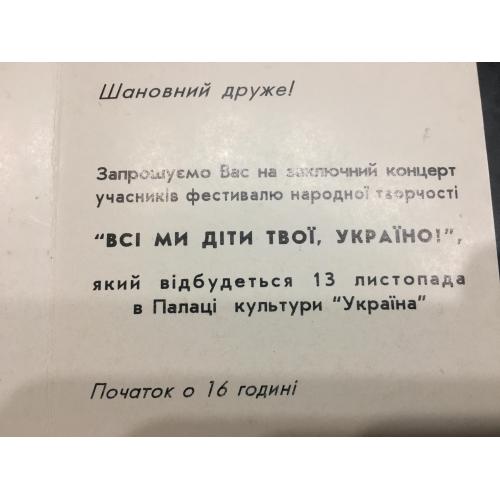 Шановний друже!
Запрошуємо Вас на заключний концерт
учасників фестивалю народної творчості
"ВСІ МИ ДІТИ ТВОЇ, УКРАЇНО!",
який відбудеться 13 листопада
в Палаці культури "Україна"
Початок о 16 годині